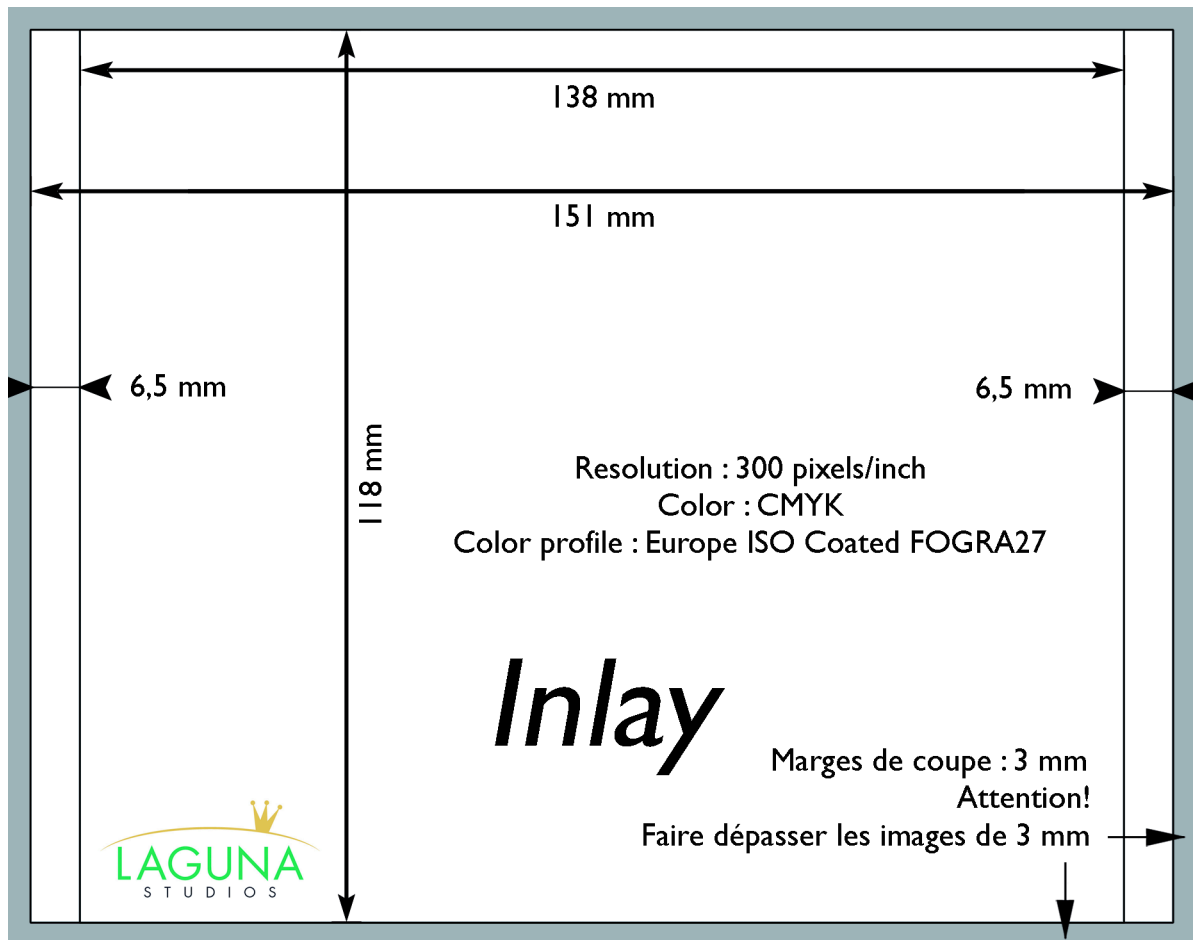 138 mm
151 mm
6,5 mm
6,5 mm
118 mm
Resolution : 300 pixels/inch
Color : CMYK
Color profile : Europe ISO Coated FOGRA27
Inlay
Marges de coupe : 3 mm
Attention!
Faire dépasser les images de 3 mm
LAGUNA
STUDIOS